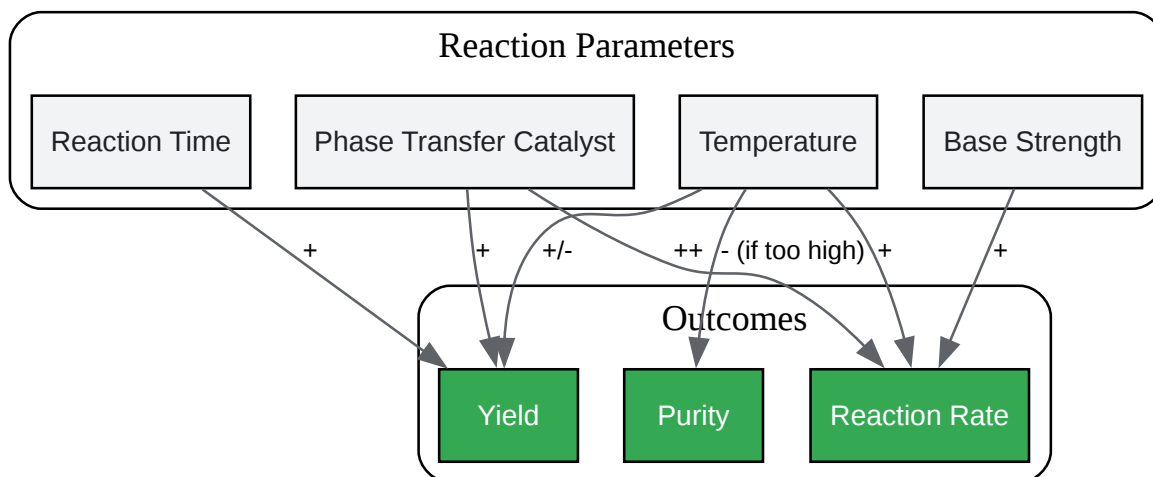 Reaction Parameters
Reaction Time
Phase Transfer Catalyst
Temperature
Base Strength
+
+
+/-
++
- (if too high)
+
+
Outcomes
Yield
Purity
Reaction Rate